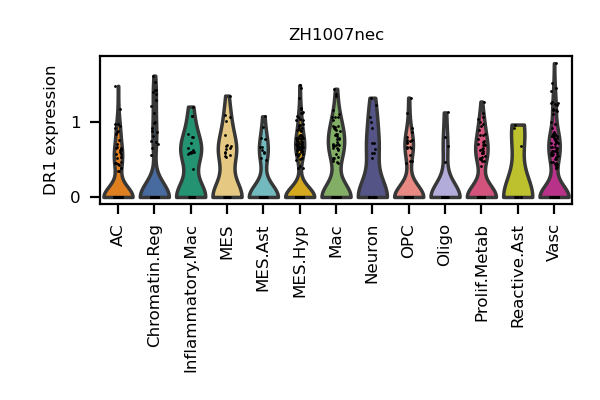 ZH1007nec
DR1 expression
1
0
AC
Chromatin.Reg
Inflammatory.Mac
MES
MES.Ast
MES.Hyp
Mac
Neuron
OPC
Oligo
Prolif.Metab
Reactive.Ast
Vasc